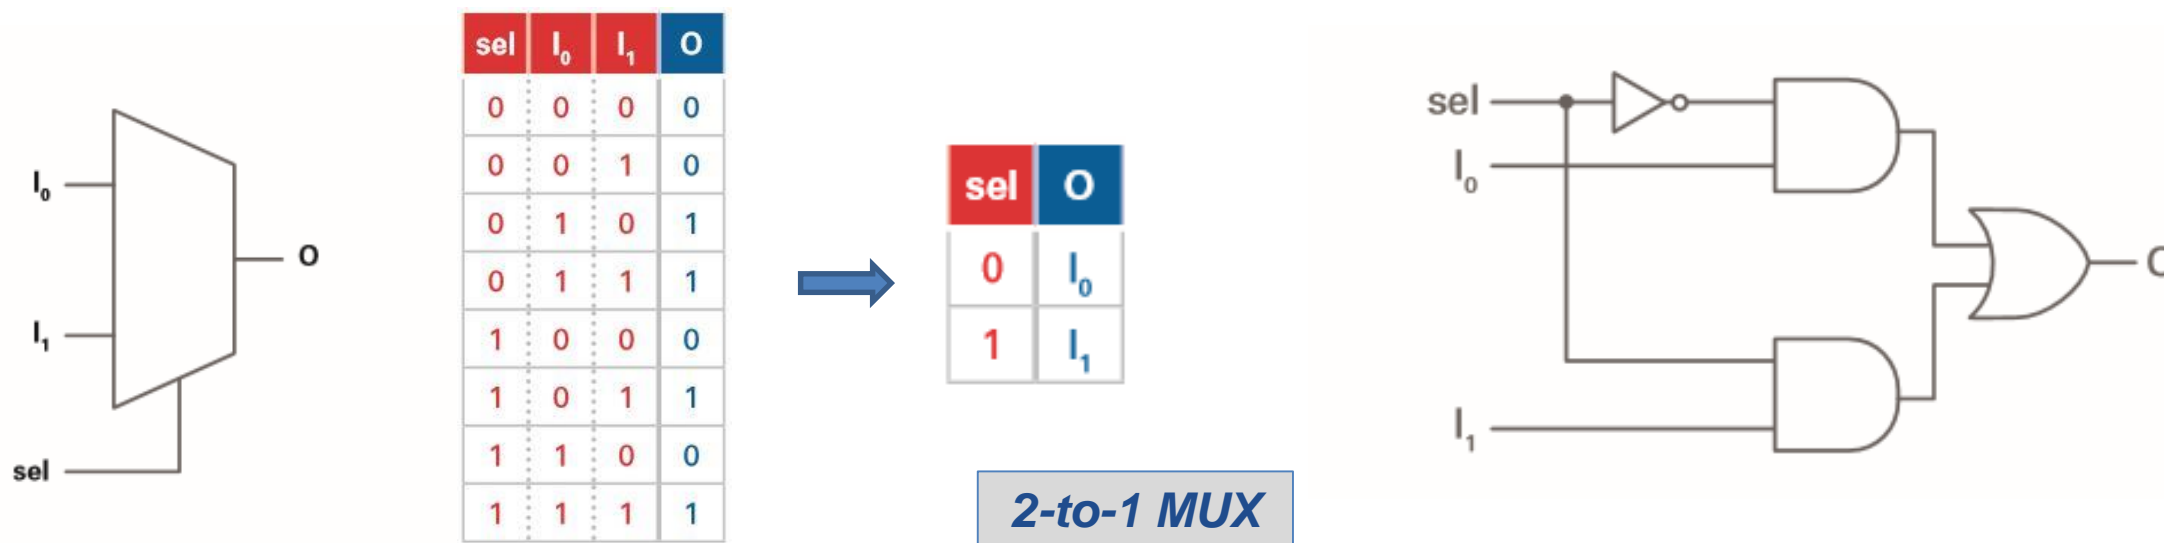 I₀
I₁
sel
O
sel I₀ I₁ O
0 0 0 0
0 0 1 0
0 1 0 1
0 1 1 1
1 0 0 0
1 0 1 1
1 1 0 0
1 1 1 1
sel O
0 I₀
1 I₁
2-to-1 MUX
sel
I₀
I₁
O